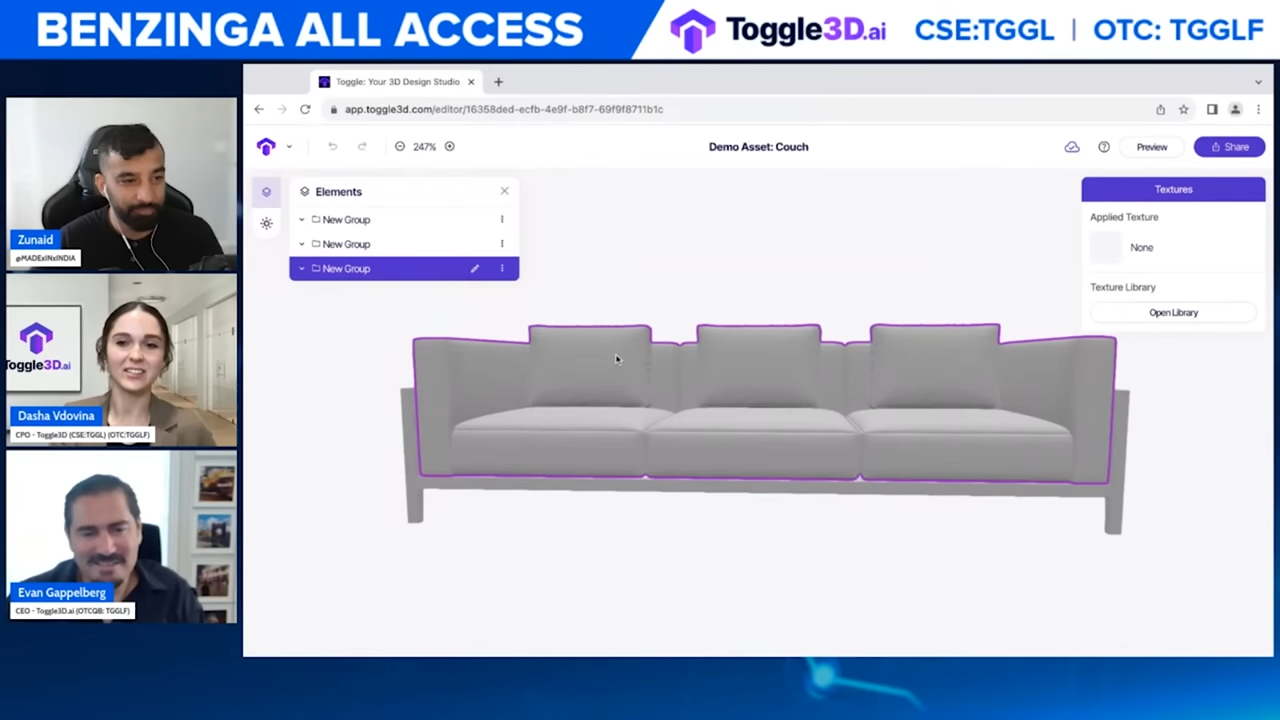 BENZINGA ALL ACCESS
Toggle3D.ai
CSE:TGGL | OTC: TGGLF
Toggle: Your 3D Design Studio
app.toggle3d.com/editor/16358ded-ecfb-4e9f-b8f7-69f9f8711b1c
247%
Demo Asset: Couch
Preview
Share
Elements
New Group
New Group
New Group
Textures
Applied Texture
None
Texture Library
Open Library
Zunaid
@MADExINxINDIA
Toggle3D.ai
Dasha Vdovina
CPO - Toggle3D (CSE:TGGL) (OTC:TGGLF)
Evan Gappelberg
CEO - Toggle3D.ai (OTCQB: TGGLF)